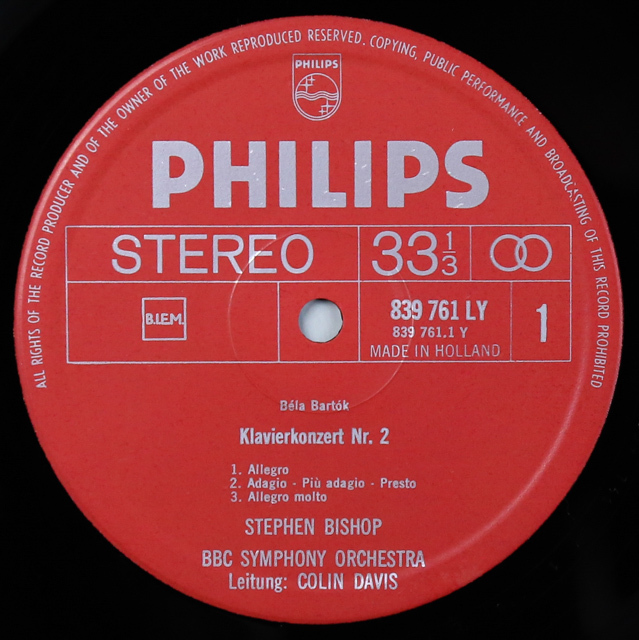 ALL RIGHTS OF THE RECORD PRODUCER AND OF THE OWNER OF THE WORK REPRODUCED RESERVED. COPYING, PUBLIC PERFORMANCE AND BROADCASTING OF THIS RECORD PROHIBITED
PHILIPS
PHILIPS
STEREO 33 1/3
B.I.E.M. 839 761 LY 1
839 761.1 Y
MADE IN HOLLAND
Béla Bartók
Klavierkonzert Nr. 2
1. Allegro
2. Adagio - Più adagio - Presto
3. Allegro molto
STEPHEN BISHOP
BBC SYMPHONY ORCHESTRA
Leitung: COLIN DAVIS